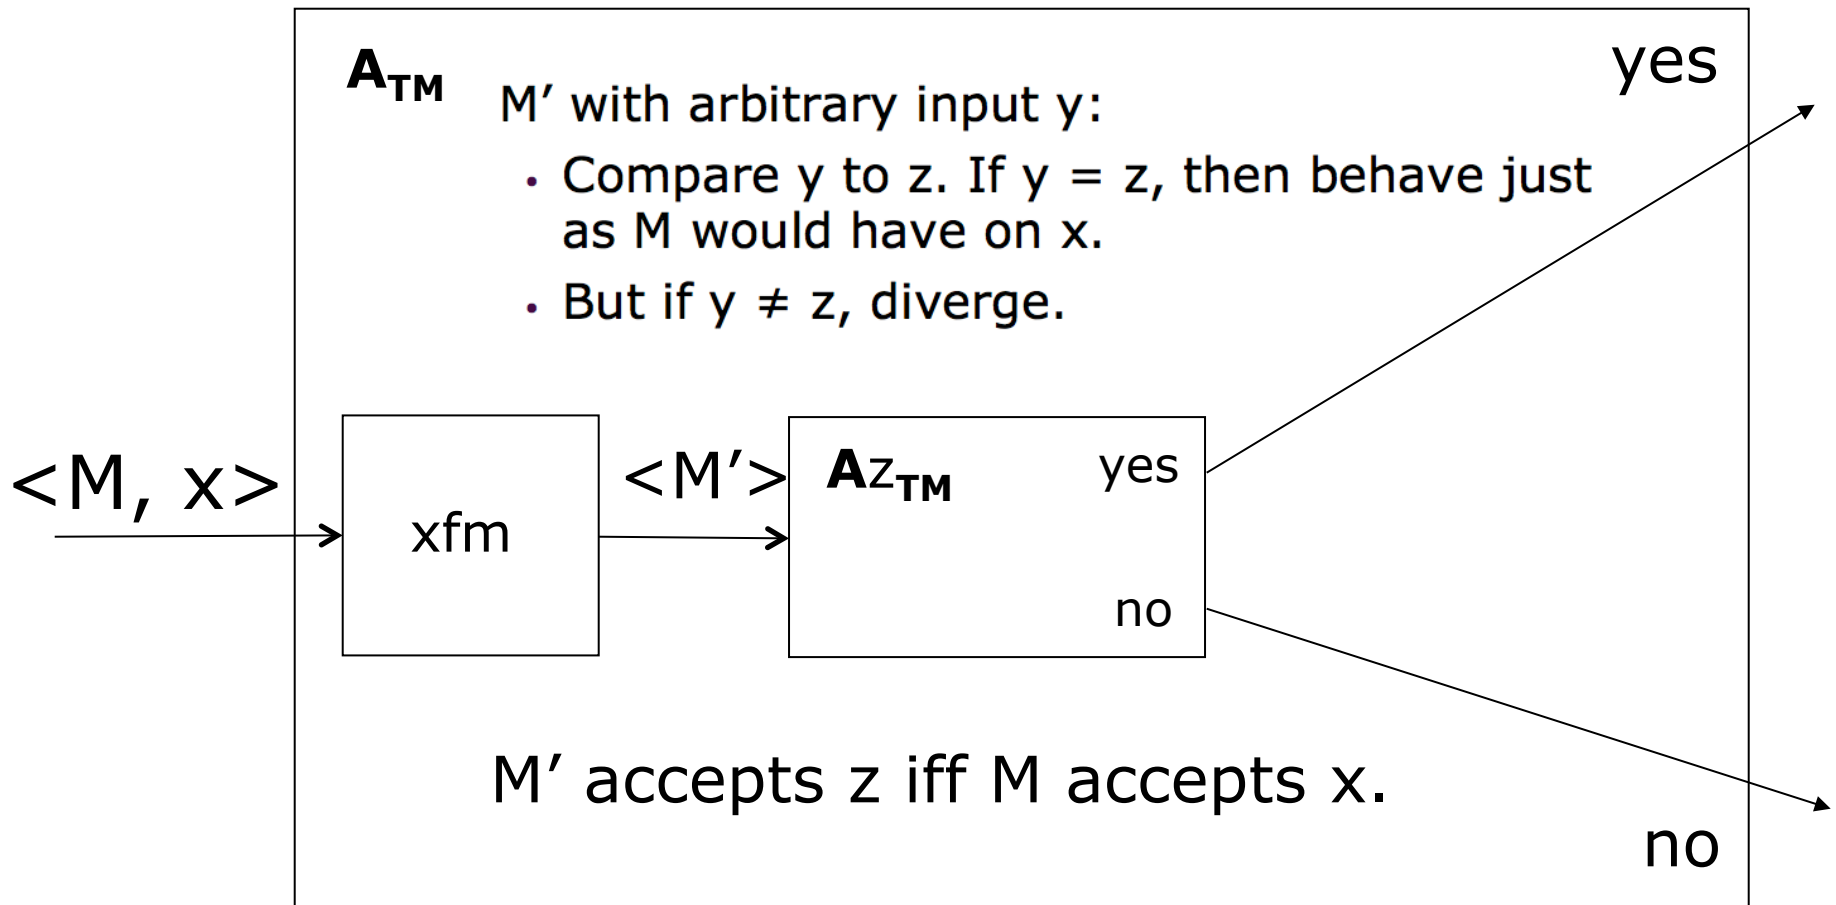 A_TM
yes
M′ with arbitrary input y:
• Compare y to z. If y = z, then behave just
as M would have on x.
• But if y ≠ z, diverge.
<M, x>
xfm
<M′>
Az_TM
yes
no
M′ accepts z iff M accepts x.
no